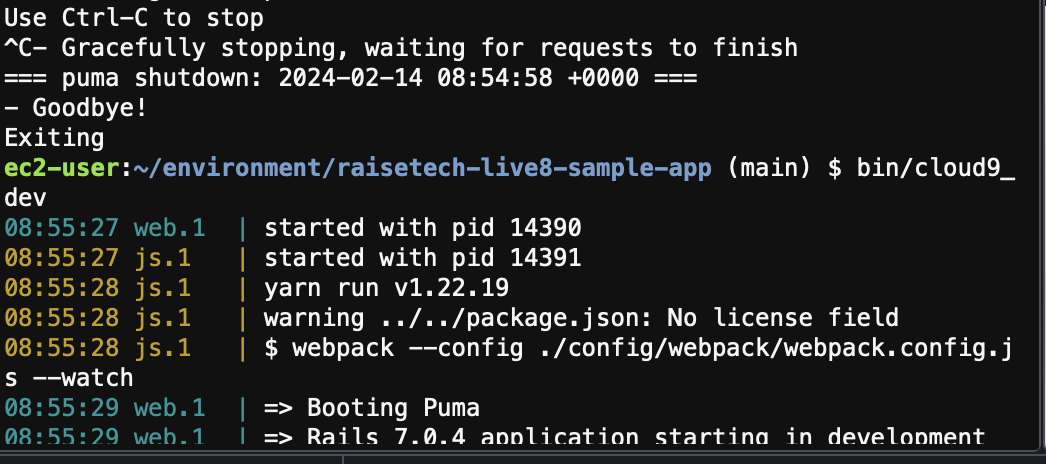 Use Ctrl-C to stop
^C- Gracefully stopping, waiting for requests to finish
=== puma shutdown: 2024-02-14 08:54:58 +0000 ===
- Goodbye!
Exiting
ec2-user:~/environment/raisetech-live8-sample-app (main) $ bin/cloud9_
dev
08:55:27 web.1  | started with pid 14390
08:55:27 js.1   | started with pid 14391
08:55:28 js.1   | yarn run v1.22.19
08:55:28 js.1   | warning ../../package.json: No license field
08:55:28 js.1   | $ webpack --config ./config/webpack/webpack.config.j
s --watch
08:55:29 web.1  | => Booting Puma
08:55:29 web.1  | => Rails 7.0.4 application starting in development